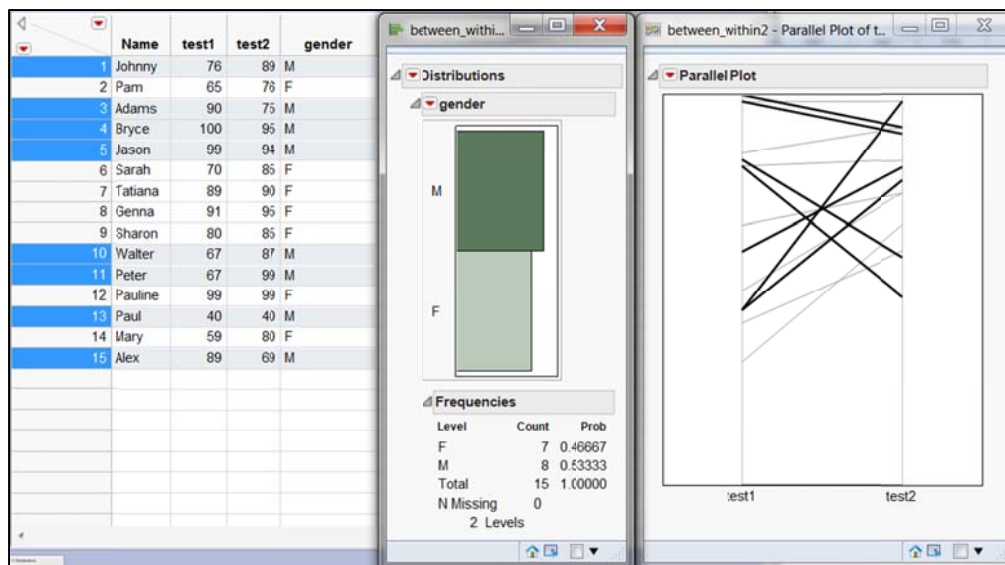 Name test1 test2 gender
1 Johnny 76 89 M
2 Pam 65 76 F
3 Adams 90 75 M
4 Bryce 100 95 M
5 Jason 99 94 M
6 Sarah 70 85 F
7 Tatiana 89 90 F
8 Genna 91 95 F
9 Sharon 80 85 F
10 Walter 67 87 M
11 Peter 67 99 M
12 Pauline 99 99 F
13 Paul 40 40 M
14 Mary 59 80 F
15 Alex 89 69 M
between_withi...
Distributions
gender
M
F
Frequencies
Level Count Prob
F 7 0.46667
M 8 0.53333
Total 15 1.00000
N Missing 0
2 Levels
between_within2 - Parallel Plot of t...
Parallel Plot
test1 test2